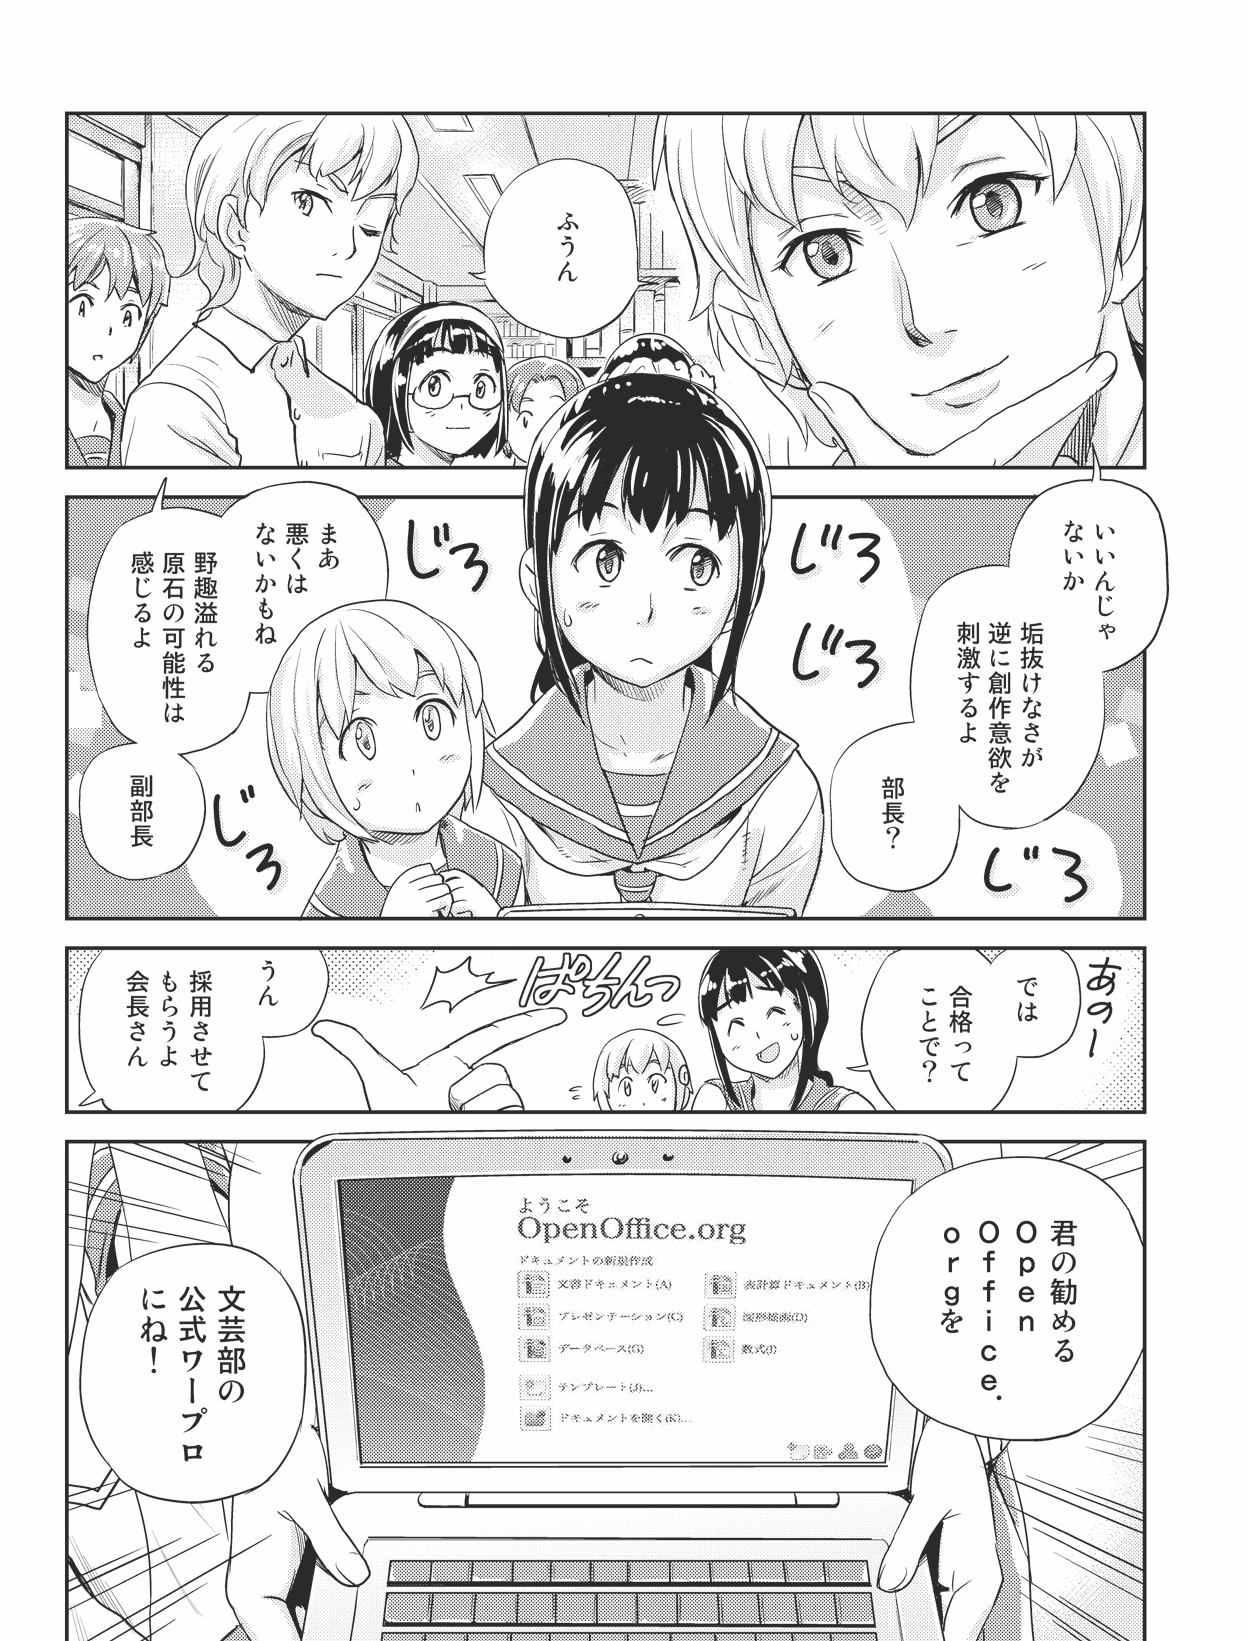 ふうん
いいんじゃ
ないか
垢抜けなさが
逆に創作意欲を
刺激するよ
部長？
じろ
じろ
じろ
じろ
まあ
悪くは
ないかもね
野趣溢れる
原石の可能性は
感じるよ
副部長
じろ
あのー
では
合格って
ことで？
ぱちんっ
うん
採用させて
もらうよ
会長さん
君の勧める
Open
Office.
orgを
ようこそ
OpenOffice.org
ドキュメントの新規作成
文書ドキュメント(A)
表計算ドキュメント(B)
プレゼンテーション(C)
図形描画(D)
データベース(G)
数式(J)
テンプレート(J)...
ドキュメントを開く(K)...
文芸部の
公式ワープロ
にね！